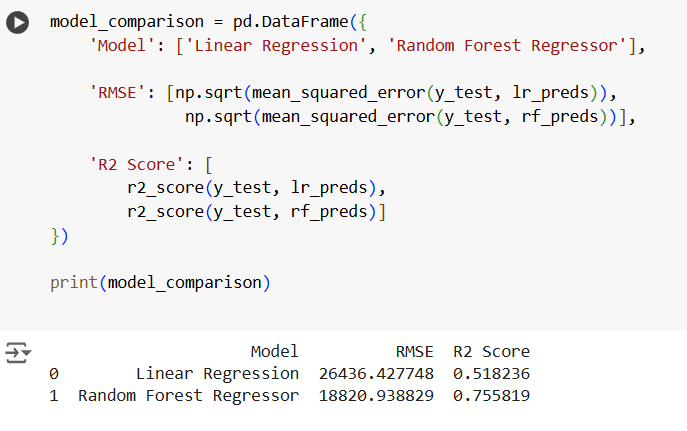 model_comparison = pd.DataFrame({
    'Model': ['Linear Regression', 'Random Forest Regressor'],
    'RMSE': [np.sqrt(mean_squared_error(y_test, lr_preds)),
             np.sqrt(mean_squared_error(y_test, rf_preds))],
    'R2 Score': [
        r2_score(y_test, lr_preds),
        r2_score(y_test, rf_preds)]
})
print(model_comparison)
                     Model          RMSE  R2 Score
0        Linear Regression  26436.427748  0.518236
1  Random Forest Regressor  18820.938829  0.755819